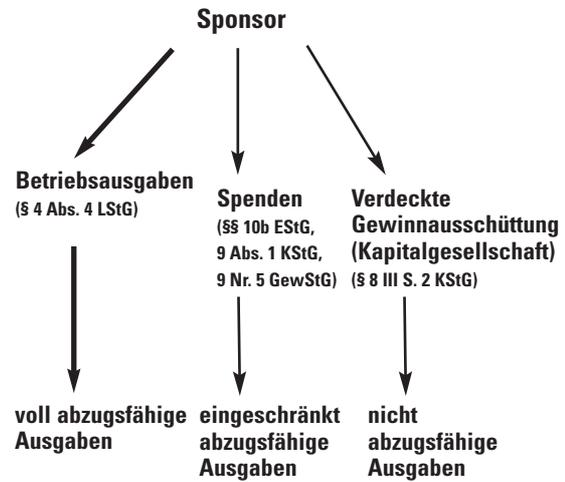 Sponsor
Betriebsausgaben
(§ 4 Abs. 4 LStG)
Spenden
(§§ 10b EStG,
9 Abs. 1 KStG,
9 Nr. 5 GewStG)
Verdeckte
Gewinnausschüttung
(Kapitalgesellschaft)
(§ 8 III S. 2 KStG)
voll abzugsfähige
Ausgaben
eingeschränkt
abzugsfähige
Ausgaben
nicht
abzugsfähige
Ausgaben